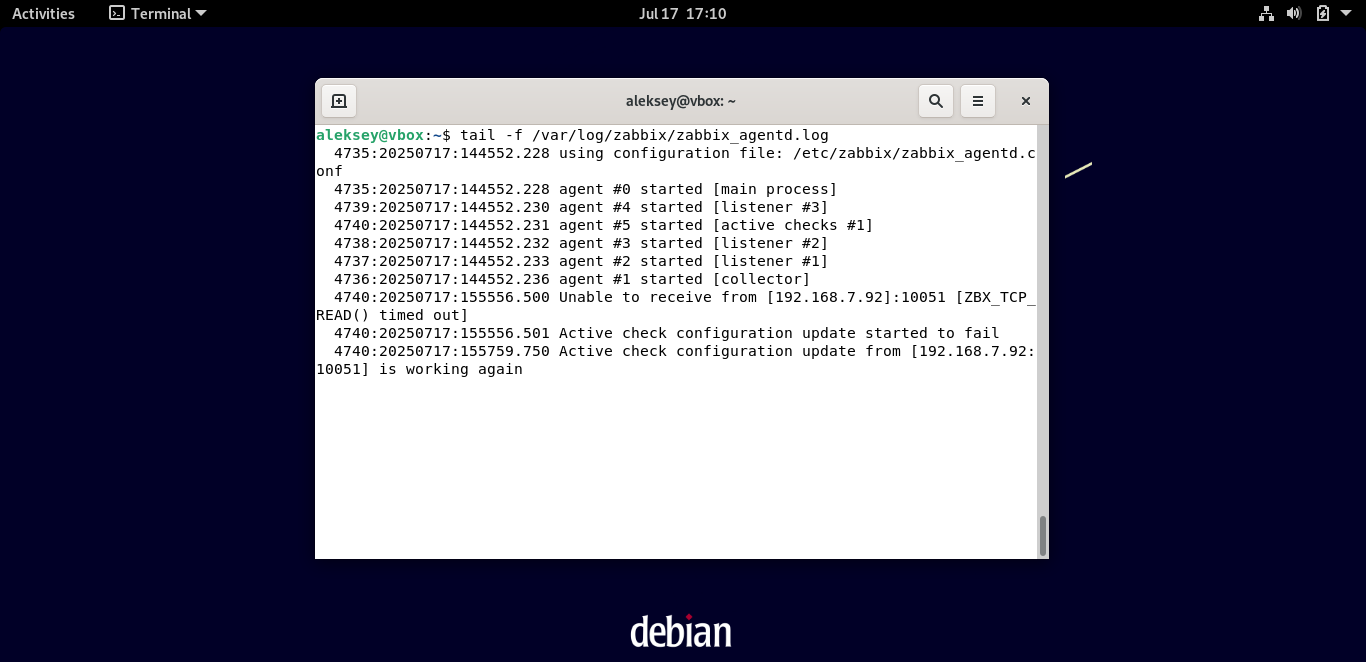 Activities Terminal Jul 17 17:10
aleksey@vbox: ~
aleksey@vbox:~$ tail -f /var/log/zabbix/zabbix_agentd.log
4735:20250717:144552.228 using configuration file: /etc/zabbix/zabbix_agentd.c
onf
4735:20250717:144552.228 agent #0 started [main process]
4739:20250717:144552.230 agent #4 started [listener #3]
4740:20250717:144552.231 agent #5 started [active checks #1]
4738:20250717:144552.232 agent #3 started [listener #2]
4737:20250717:144552.233 agent #2 started [listener #1]
4736:20250717:144552.236 agent #1 started [collector]
4740:20250717:155556.500 Unable to receive from [192.168.7.92]:10051 [ZBX_TCP_
READ() timed out]
4740:20250717:155556.501 Active check configuration update started to fail
4740:20250717:155759.750 Active check configuration update from [192.168.7.92:
10051] is working again
debian